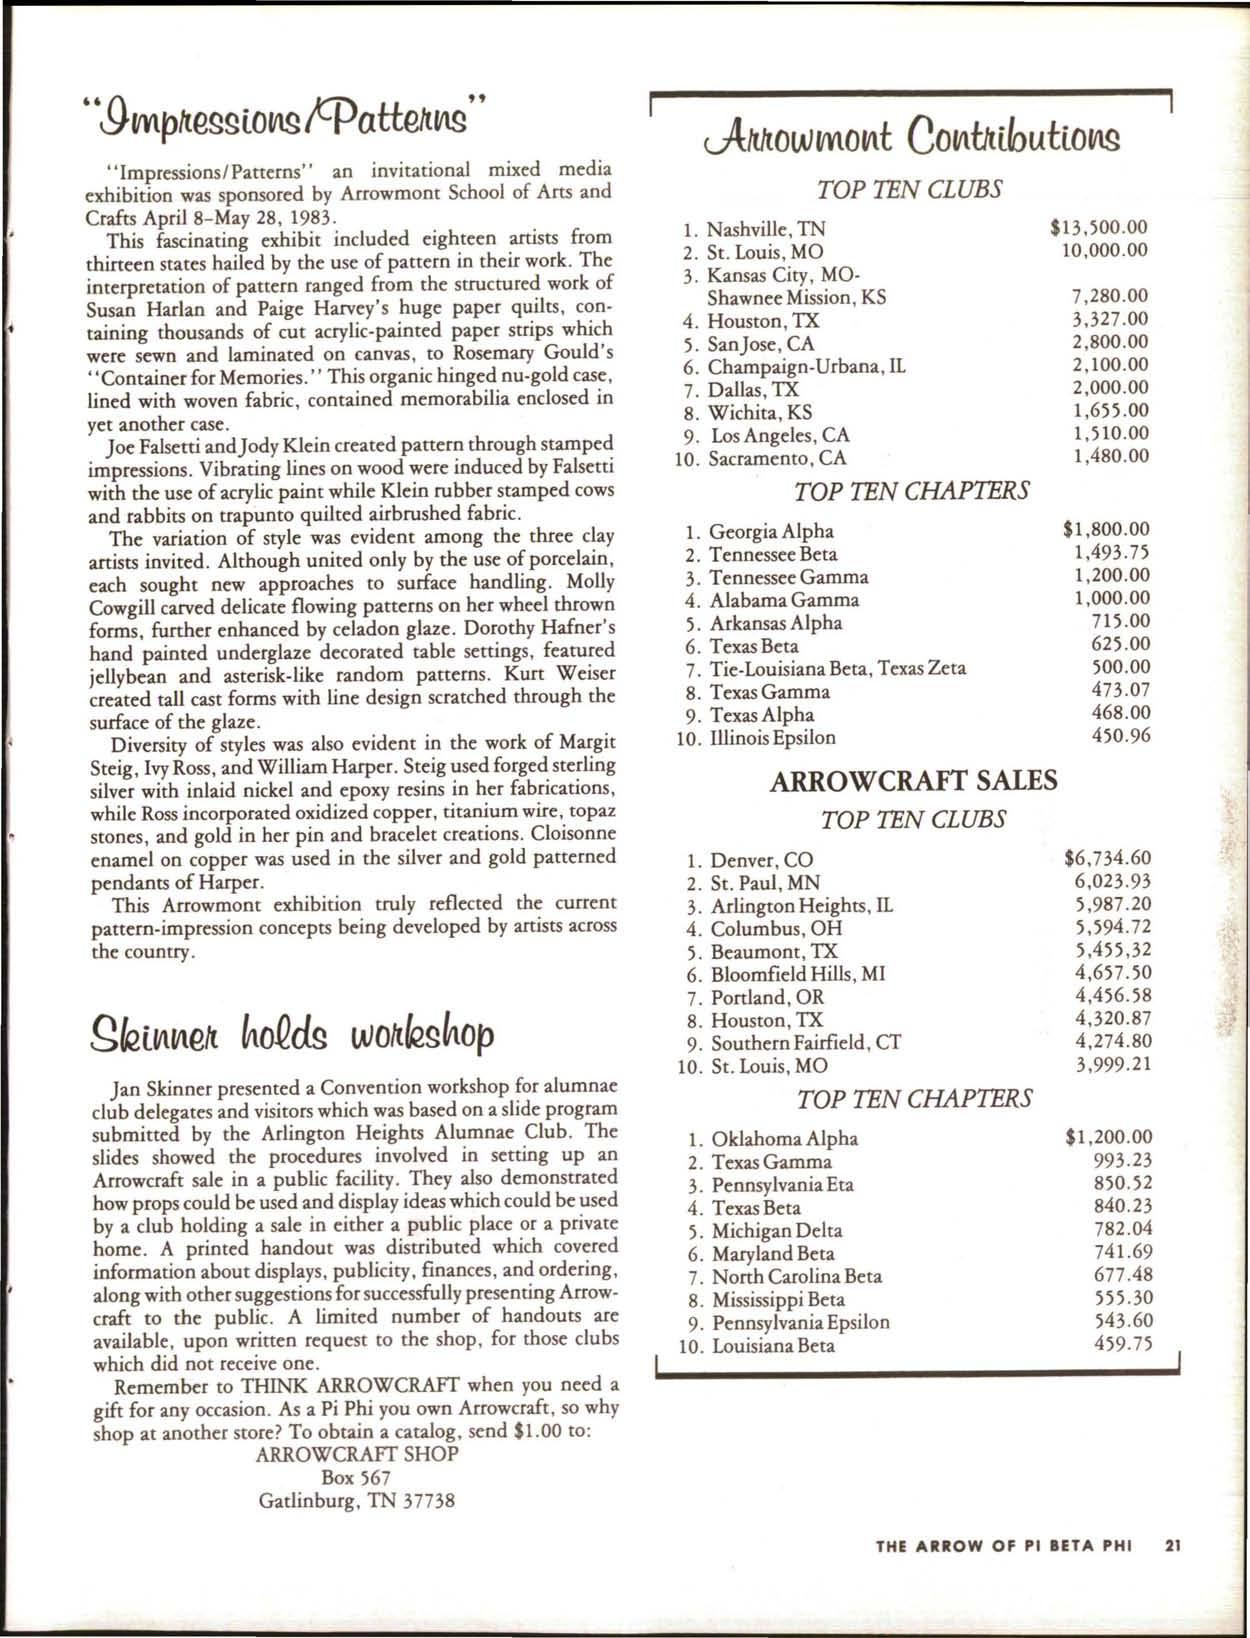 “Impressions/Patterns”
“Impressions/Patterns” an invitational mixed media
exhibition was sponsored by Arrowmont School of Arts and
Crafts April 8–May 28, 1983.
This fascinating exhibit included eighteen artists from
thirteen states hailed by the use of pattern in their work. The
interpretation of pattern ranged from the structured work of
Susan Harlan and Paige Harvey's huge paper quilts, con-
taining thousands of cut acrylic-painted paper strips which
were sewn and laminated on canvas, to Rosemary Gould's
“Container for Memories.” This organic hinged nu-gold case,
lined with woven fabric, contained memorabilia enclosed in
yet another case.
Joe Falsetti and Jody Klein created pattern through stamped
impressions. Vibrating lines on wood were induced by Falsetti
with the use of acrylic paint while Klein rubber stamped cows
and rabbits on trapunto quilted airbrushed fabric.
The variation of style was evident among the three clay
artists invited. Although united only by the use of porcelain,
each sought new approaches to surface handling. Molly
Cowgill carved delicate flowing patterns on her wheel thrown
forms, further enhanced by celadon glaze. Dorothy Hafner's
hand painted underglaze decorated table settings, featured
jellybean and asterisk-like random patterns. Kurt Weiser
created tall cast forms with line design scratched through the
surface of the glaze.
Diversity of styles was also evident in the work of Margit
Steig, Ivy Ross, and William Harper. Steig used forged sterling
silver with inlaid nickel and epoxy resins in her fabrications,
while Ross incorporated oxidized copper, titanium wire, topaz
stones, and gold in her pin and bracelet creations. Cloisonne
enamel on copper was used in the silver and gold patterned
pendants of Harper.
This Arrowmont exhibition truly reflected the current
pattern-impression concepts being developed by artists across
the country.
Skinner holds workshop
Jan Skinner presented a Convention workshop for alumnae
club delegates and visitors which was based on a slide program
submitted by the Arlington Heights Alumnae Club. The
slides showed the procedures involved in setting up an
Arrowcraft sale in a public facility. They also demonstrated
how props could be used and display ideas which could be used
by a club holding a sale in either a public place or a private
home. A printed handout was distributed which covered
information about displays, publicity, finances, and ordering,
along with other suggestions for successfully presenting Arrow-
craft to the public. A limited number of handouts are
available, upon written request to the shop, for those clubs
which did not receive one.
Remember to THINK ARROWCRAFT when you need a
gift for any occasion. As a Pi Phi you own Arrowcraft, so why
shop at another store? To obtain a catalog, send $1.00 to:
ARROWCRAFT SHOP
Box 567
Gatlinburg, TN 37738
Arrowmont Contributions
TOP TEN CLUBS
1. Nashville, TN $13,500.00
2. St. Louis, MO 10,000.00
3. Kansas City, MO-
Shawnee Mission, KS 7,280.00
4. Houston, TX 3,327.00
5. San Jose, CA 2,800.00
6. Champaign-Urbana, IL 2,100.00
7. Dallas, TX 2,000.00
8. Wichita, KS 1,655.00
9. Los Angeles, CA 1,510.00
10. Sacramento, CA 1,480.00
TOP TEN CHAPTERS
1. Georgia Alpha $1,800.00
2. Tennessee Beta 1,493.75
3. Tennessee Gamma 1,200.00
4. Alabama Gamma 1,000.00
5. Arkansas Alpha 715.00
6. Texas Beta 625.00
7. Tie-Louisiana Beta, Texas Zeta 500.00
8. Texas Gamma 473.07
9. Texas Alpha 468.00
10. Illinois Epsilon 450.96
ARROWCRAFT SALES
TOP TEN CLUBS
1. Denver, CO $6,734.60
2. St. Paul, MN 6,023.93
3. Arlington Heights, IL 5,987.20
4. Columbus, OH 5,594.72
5. Beaumont, TX 5,455,32
6. Bloomfield Hills, MI 4,657.50
7. Portland, OR 4,456.58
8. Houston, TX 4,320.87
9. Southern Fairfield, CT 4,274.80
10. St. Louis, MO 3,999.21
TOP TEN CHAPTERS
1. Oklahoma Alpha $1,200.00
2. Texas Gamma 993.23
3. Pennsylvania Eta 850.52
4. Texas Beta 840.23
5. Michigan Delta 782.04
6. Maryland Beta 741.69
7. North Carolina Beta 677.48
8. Mississippi Beta 555.30
9. Pennsylvania Epsilon 543.60
10. Louisiana Beta 459.75
THE ARROW OF PI BETA PHI 21